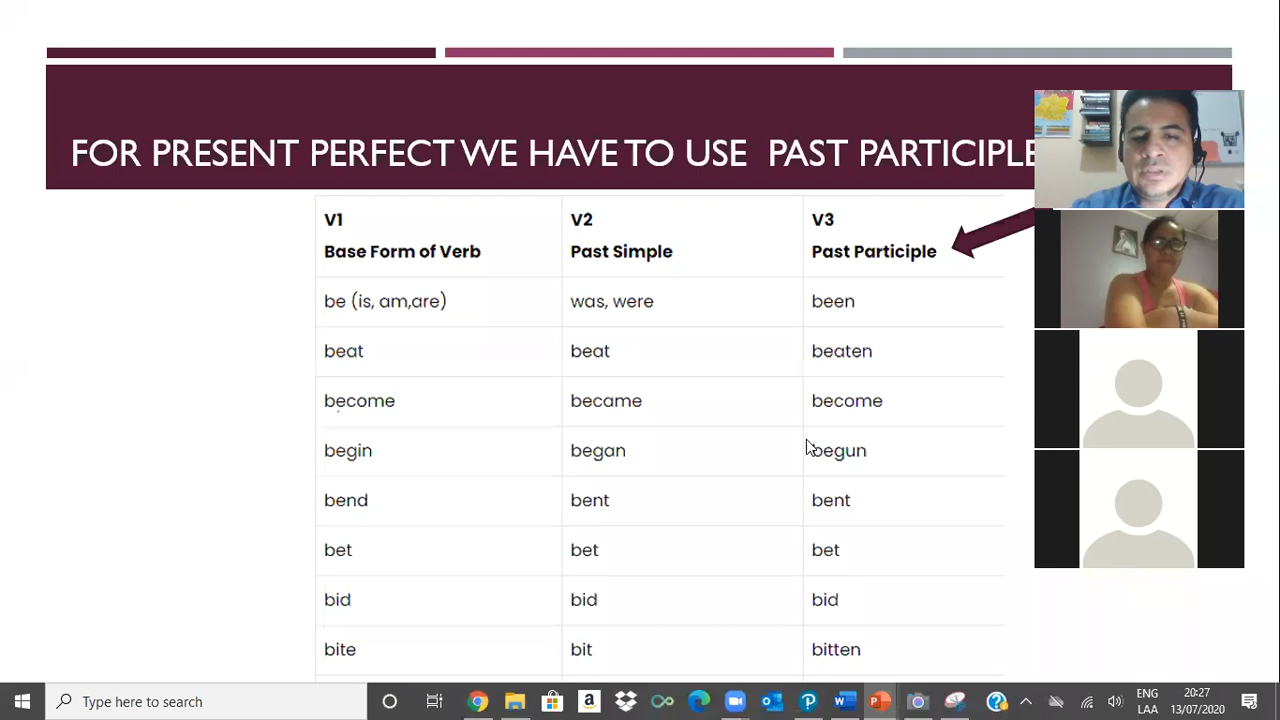 FOR PRESENT PERFECT WE HAVE TO USE PAST PARTICIPLE
V1 V2 V3
Base Form of Verb Past Simple Past Participle
be (is, am,are) was, were been
beat beat beaten
become became become
begin began begun
bend bent bent
bet bet bet
bid bid bid
bite bit bitten
Type here to search
ENG 20:27
LAA 13/07/2020